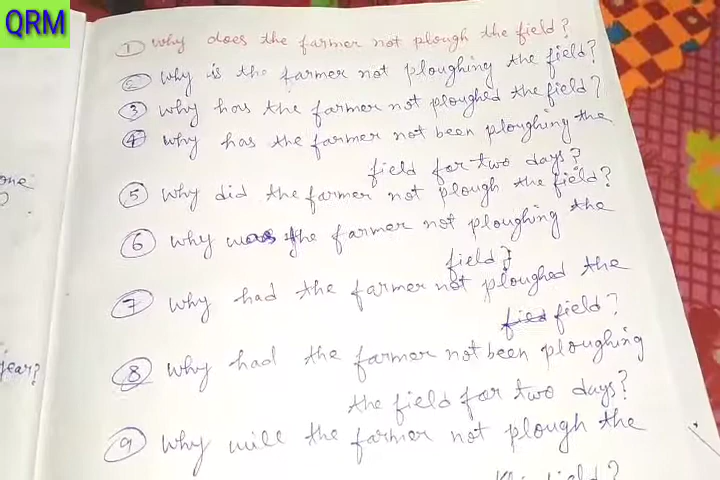 QRM
① Why does the farmer not plough the field?
② Why is the farmer not ploughing the field?
③ Why has the farmer not ploughed the field?
④ Why has the farmer not been ploughing the
field for two days?
⑤ Why did the farmer not plough the field?
⑥ Why was the farmer not ploughing the
field?
⑦ Why had the farmer not ploughed the
field?
⑧ Why had the farmer not been ploughing
the field for two days?
⑨ Why will the farmer not plough the
field?
one
?
year?